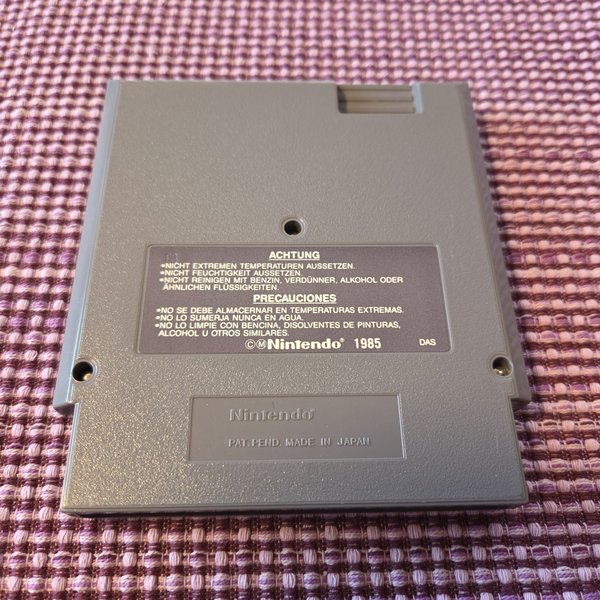 ACHTUNG
•NICHT EXTREMEN TEMPERATUREN AUSSETZEN.
•NICHT FEUCHTIGKEIT AUSSETZEN.
•NICHT REINIGEN MIT BENZIN, VERDÜNNER, ALKOHOL ODER
ÄHNLICHEN FLÜSSIGKEITEN.
PRECAUCIONES
•NO SE DEBE ALMACERNAR EN TEMPERATURAS EXTREMAS.
•NO LO SUMERJA NUNCA EN AGUA.
•NO LO LIMPIE CON BENCINA, DISOLVENTES DE PINTURAS,
ALCOHOL U OTROS SIMILARES.
©Ⓜ Nintendo® 1985 DAS
Nintendo®
PAT. PEND. MADE IN JAPAN